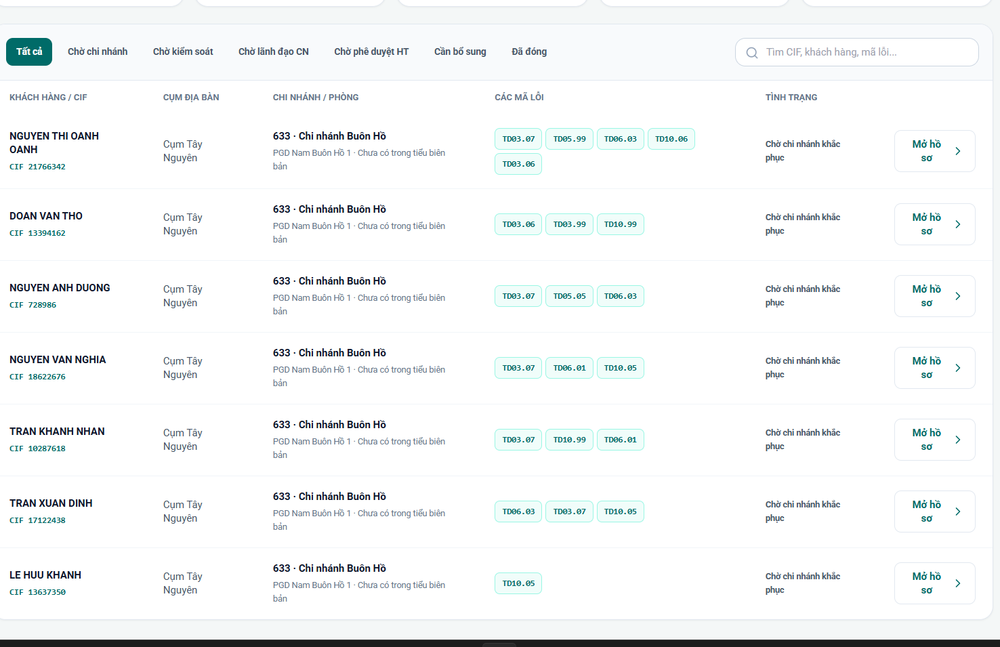 Tất cả
Chờ chi nhánh
Chờ kiểm soát
Chờ lãnh đạo CN
Chờ phê duyệt HT
Cần bổ sung
Đã đóng
Tìm CIF, khách hàng, mã lỗi...
KHÁCH HÀNG / CIF
CỤM ĐỊA BÀN
CHI NHÁNH / PHÒNG
CÁC MÃ LỖI
TÌNH TRẠNG
NGUYEN THI OANH
OANH
CIF 21766342
Cụm Tây
Nguyên
633 · Chi nhánh Buôn Hồ
PGD Nam Buôn Hồ 1 · Chưa có trong tiểu biên
bản
TD03.07 TD05.99 TD06.03 TD10.06
TD03.06
Chờ chi nhánh khắc
phục
Mở hồ
sơ
DOAN VAN THO
CIF 13394162
Cụm Tây
Nguyên
633 · Chi nhánh Buôn Hồ
PGD Nam Buôn Hồ 1 · Chưa có trong tiểu biên
bản
TD03.06 TD03.99 TD10.99
Chờ chi nhánh khắc
phục
Mở hồ
sơ
NGUYEN ANH DUONG
CIF 728986
Cụm Tây
Nguyên
633 · Chi nhánh Buôn Hồ
PGD Nam Buôn Hồ 1 · Chưa có trong tiểu biên
bản
TD03.07 TD05.05 TD06.03
Chờ chi nhánh khắc
phục
Mở hồ
sơ
NGUYEN VAN NGHIA
CIF 18622676
Cụm Tây
Nguyên
633 · Chi nhánh Buôn Hồ
PGD Nam Buôn Hồ 1 · Chưa có trong tiểu biên
bản
TD03.07 TD06.01 TD10.05
Chờ chi nhánh khắc
phục
Mở hồ
sơ
TRAN KHANH NHAN
CIF 10287618
Cụm Tây
Nguyên
633 · Chi nhánh Buôn Hồ
PGD Nam Buôn Hồ 1 · Chưa có trong tiểu biên
bản
TD03.07 TD10.99 TD06.01
Chờ chi nhánh khắc
phục
Mở hồ
sơ
TRAN XUAN DINH
CIF 17122438
Cụm Tây
Nguyên
633 · Chi nhánh Buôn Hồ
PGD Nam Buôn Hồ 1 · Chưa có trong tiểu biên
bản
TD06.03 TD03.07 TD10.05
Chờ chi nhánh khắc
phục
Mở hồ
sơ
LE HUU KHANH
CIF 13637350
Cụm Tây
Nguyên
633 · Chi nhánh Buôn Hồ
PGD Nam Buôn Hồ 1 · Chưa có trong tiểu biên
bản
TD10.05
Chờ chi nhánh khắc
phục
Mở hồ
sơ